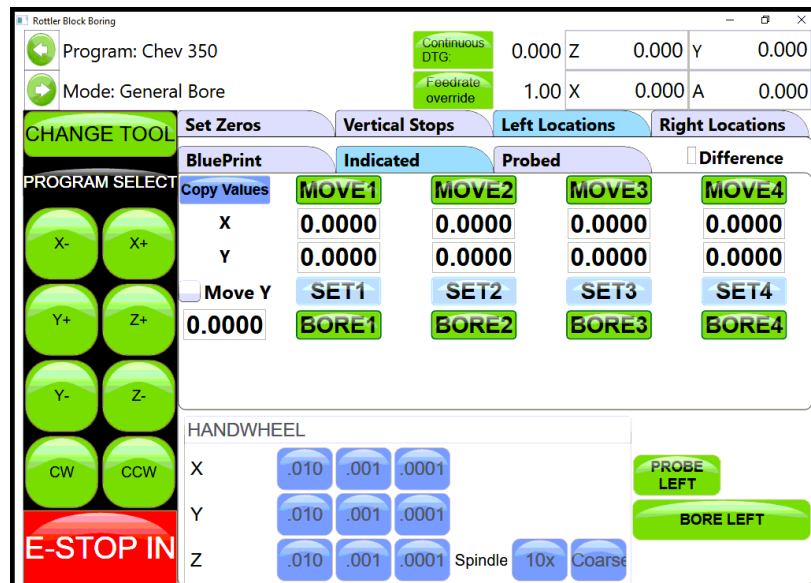 Rottler Block Boring
Program: Chev 350
Continuous DTG: 0.000 Z 0.000 Y 0.000
Mode: General Bore
Feedrate override 1.00 X 0.000 A 0.000
CHANGE TOOL
Set Zeros Vertical Stops Left Locations Right Locations
BluePrint Indicated Probed Difference
PROGRAM SELECT
Copy Values MOVE1 MOVE2 MOVE3 MOVE4
X 0.0000 0.0000 0.0000 0.0000
Y 0.0000 0.0000 0.0000 0.0000
Move Y SET1 SET2 SET3 SET4
0.0000 BORE1 BORE2 BORE3 BORE4
X- X+
Y+ Z+
Y- Z-
CW CCW
E-STOP IN
HANDWHEEL
X .010 .001 .0001
Y .010 .001 .0001
Z .010 .001 .0001 Spindle 10x Coarse
PROBE
LEFT
BORE LEFT